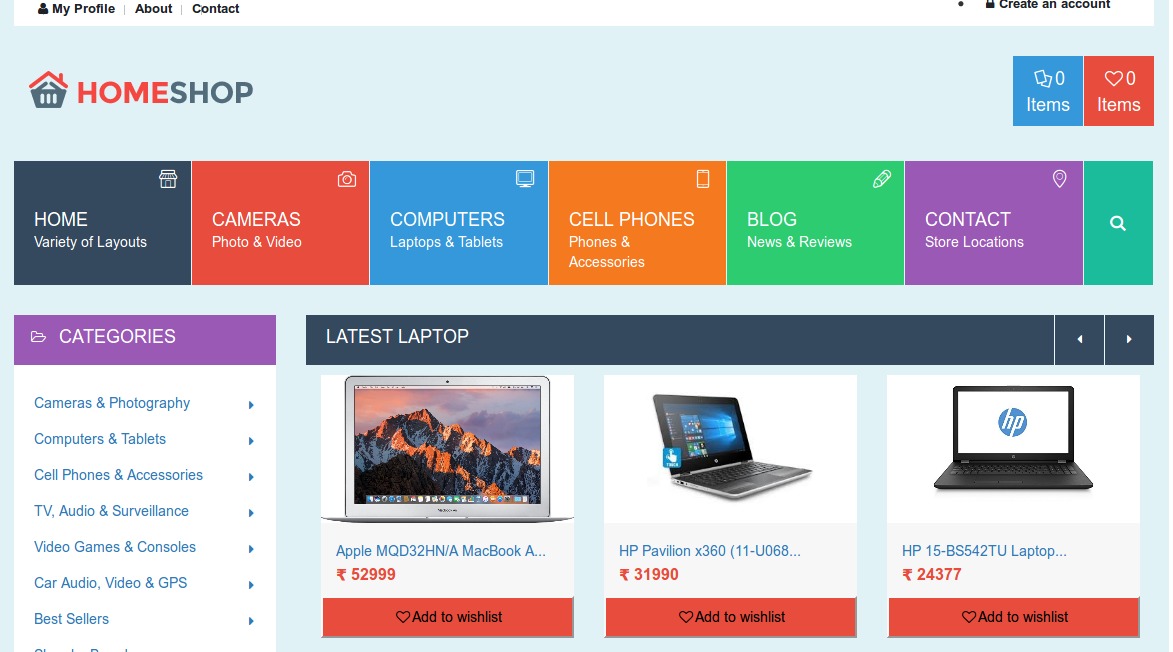 My Profile | About | Contact
Create an account
HOMESHOP
0 Items
0 Items
HOME
Variety of Layouts
CAMERAS
Photo & Video
COMPUTERS
Laptops & Tablets
CELL PHONES
Phones &
Accessories
BLOG
News & Reviews
CONTACT
Store Locations
CATEGORIES
Cameras & Photography
Computers & Tablets
Cell Phones & Accessories
TV, Audio & Surveillance
Video Games & Consoles
Car Audio, Video & GPS
Best Sellers
LATEST LAPTOP
hp
Apple MQD32HN/A MacBook A...
₹ 52999
Add to wishlist
HP Pavilion x360 (11-U068...
₹ 31990
Add to wishlist
HP 15-BS542TU Laptop...
₹ 24377
Add to wishlist